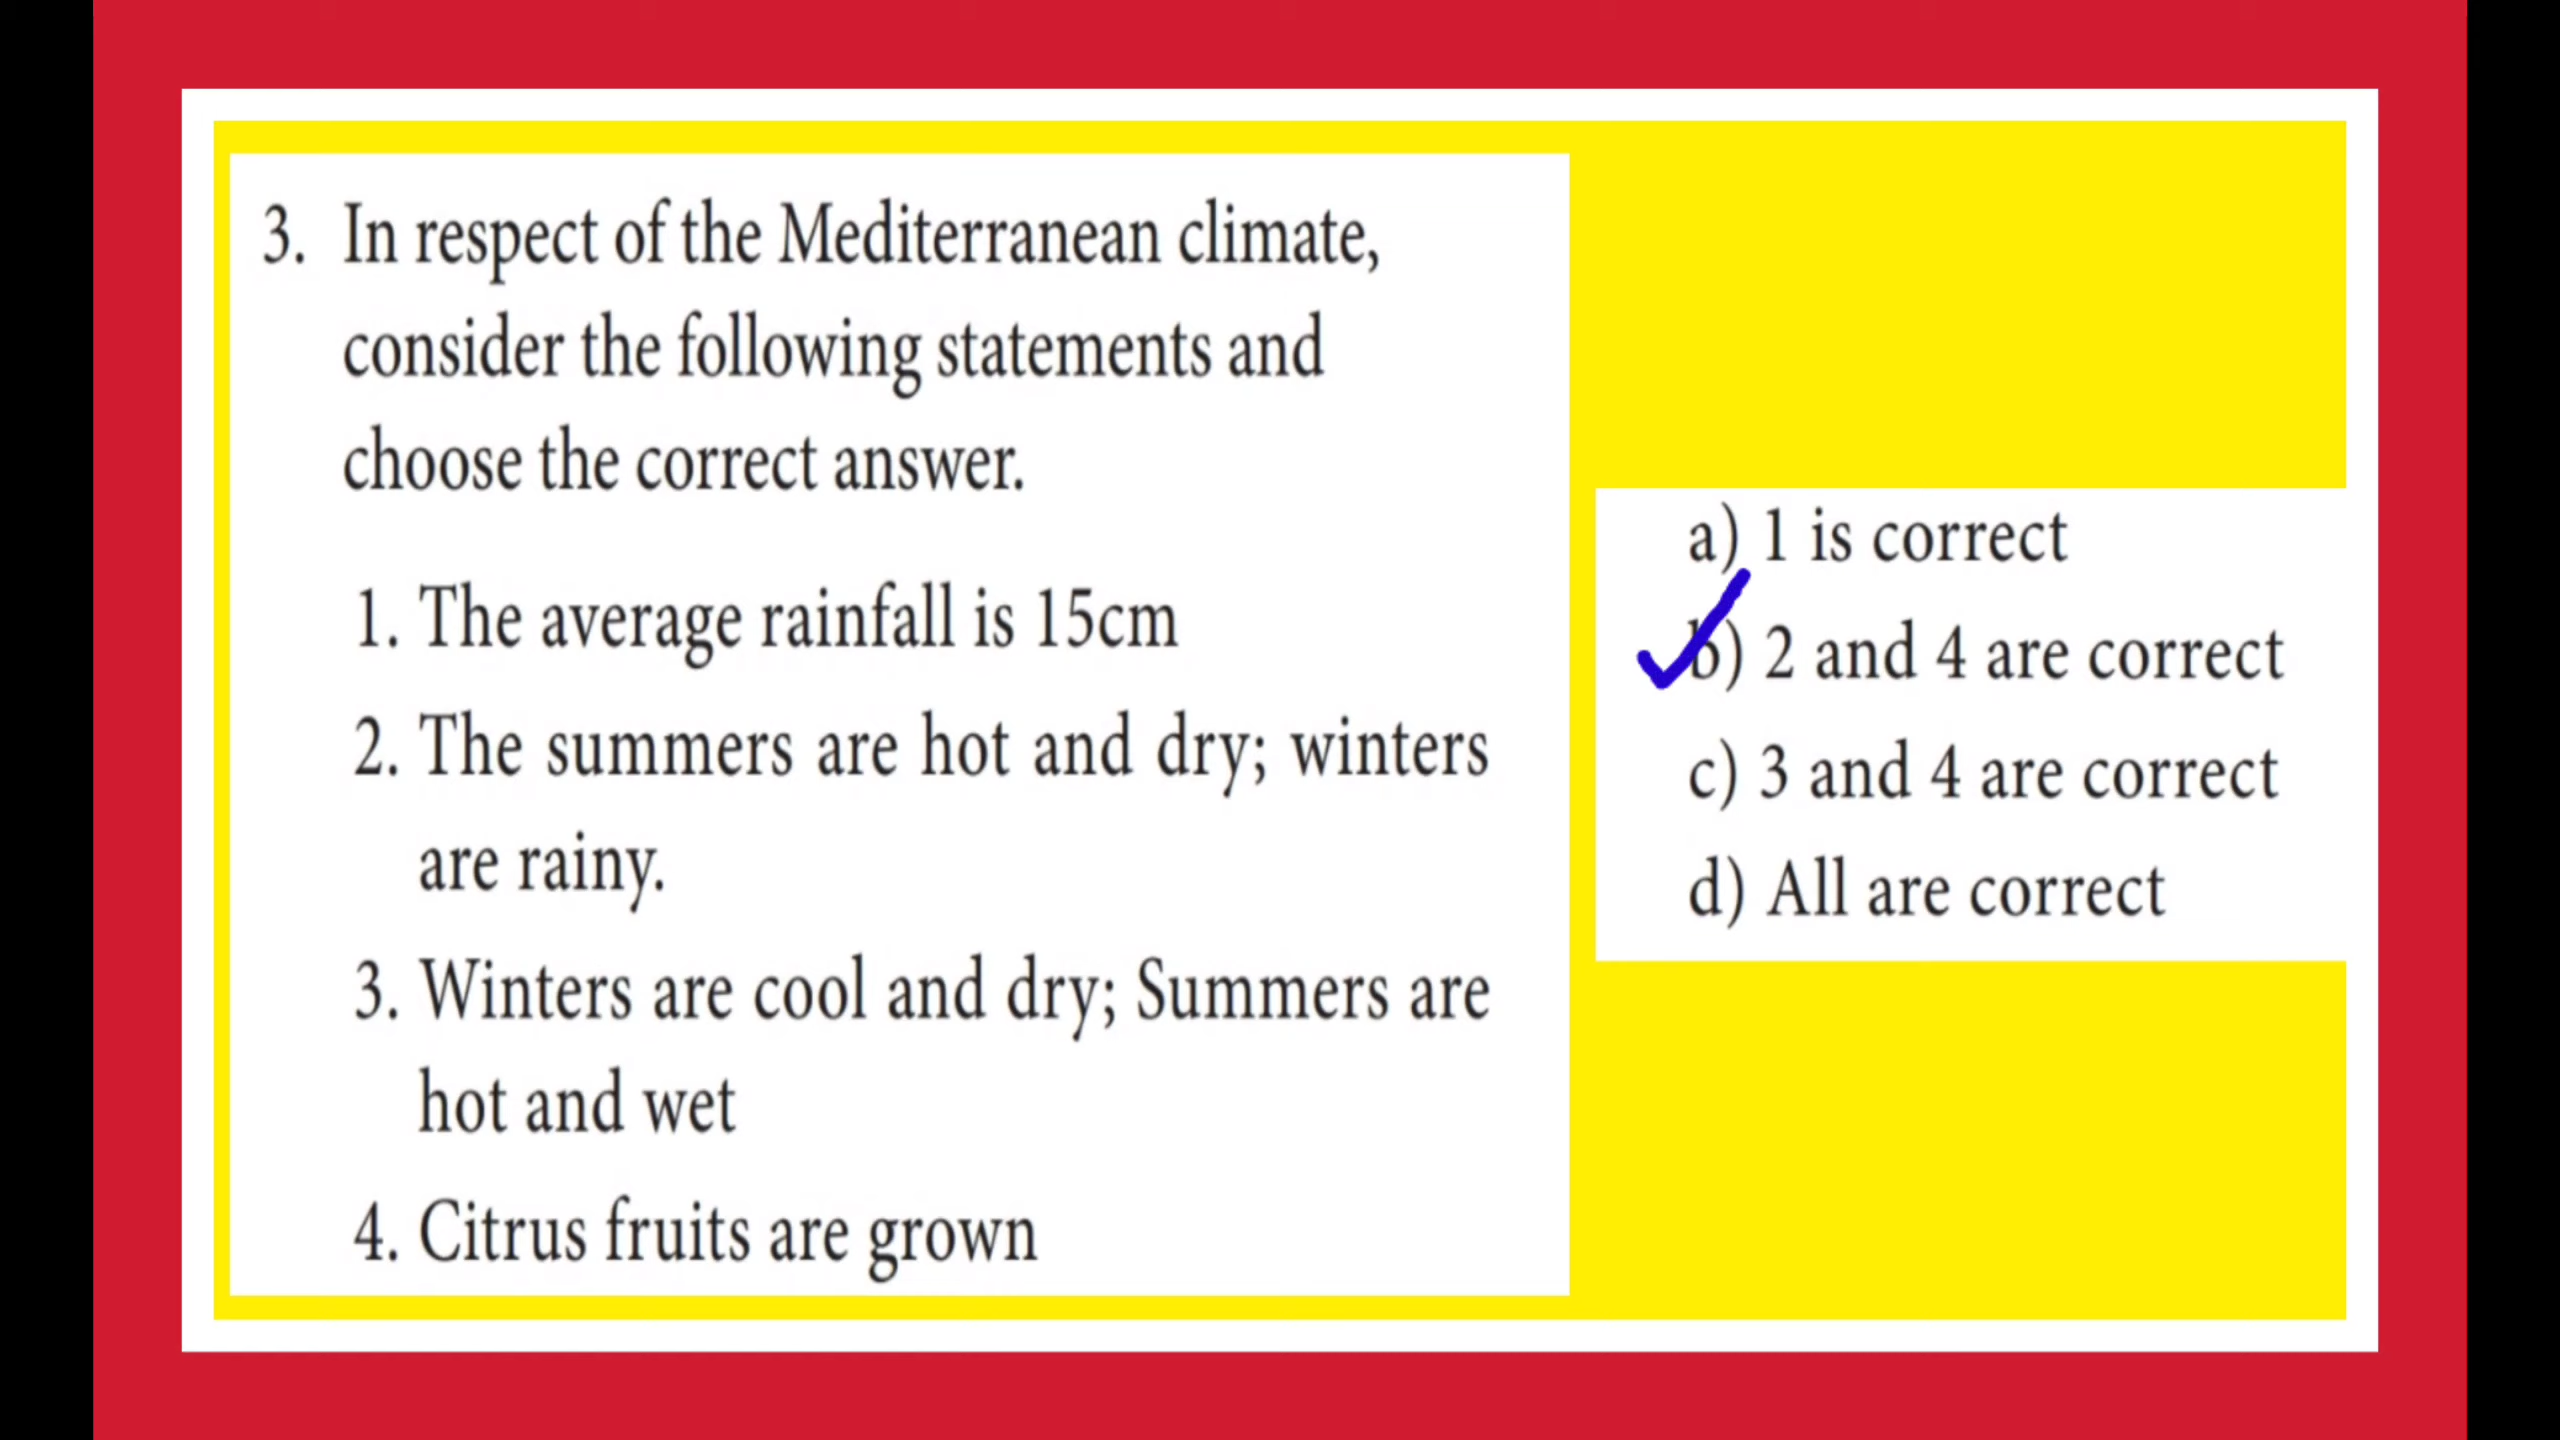 3. In respect of the Mediterranean climate,
consider the following statements and
choose the correct answer.
1. The average rainfall is 15cm
2. The summers are hot and dry; winters
are rainy.
3. Winters are cool and dry; Summers are
hot and wet
4. Citrus fruits are grown
a) 1 is correct
b) 2 and 4 are correct
c) 3 and 4 are correct
d) All are correct